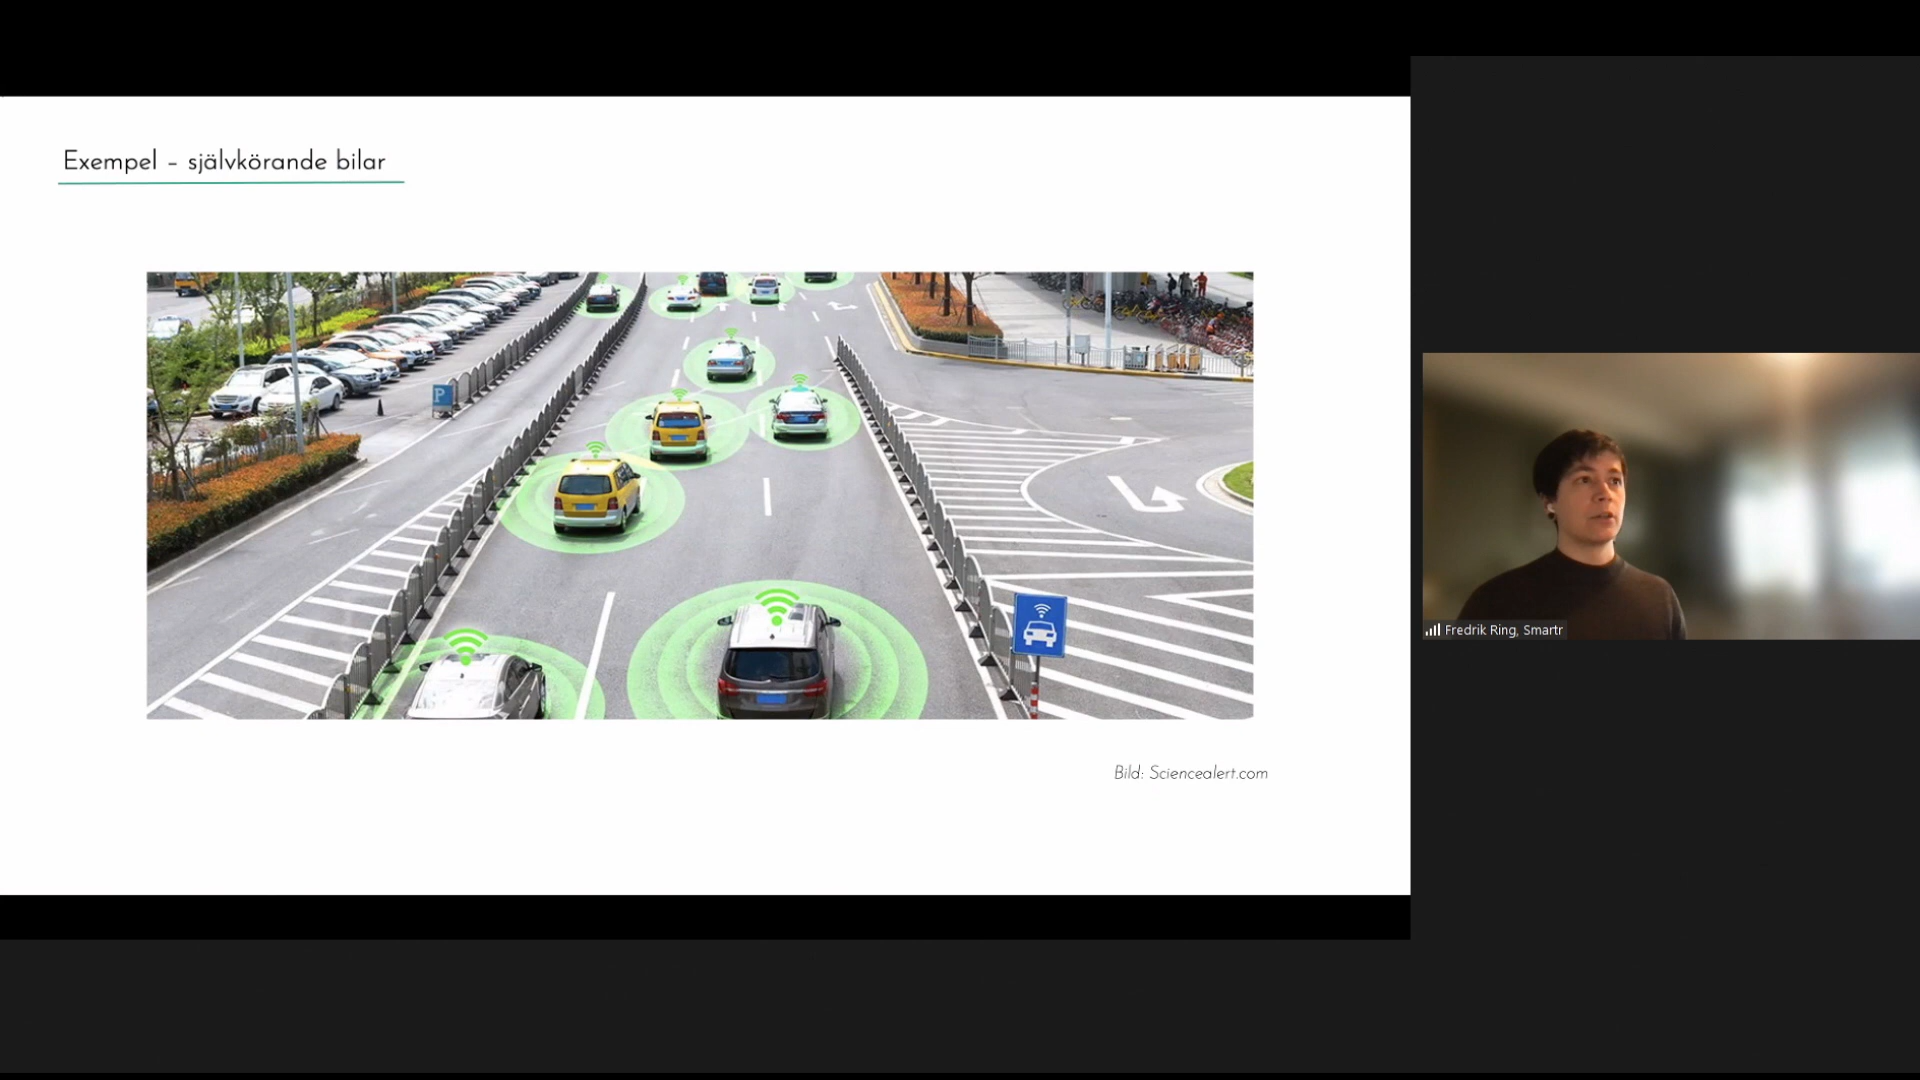 Exempel – självkörande bilar
P
Bild: Sciencealert.com
Fredrik Ring, Smartr